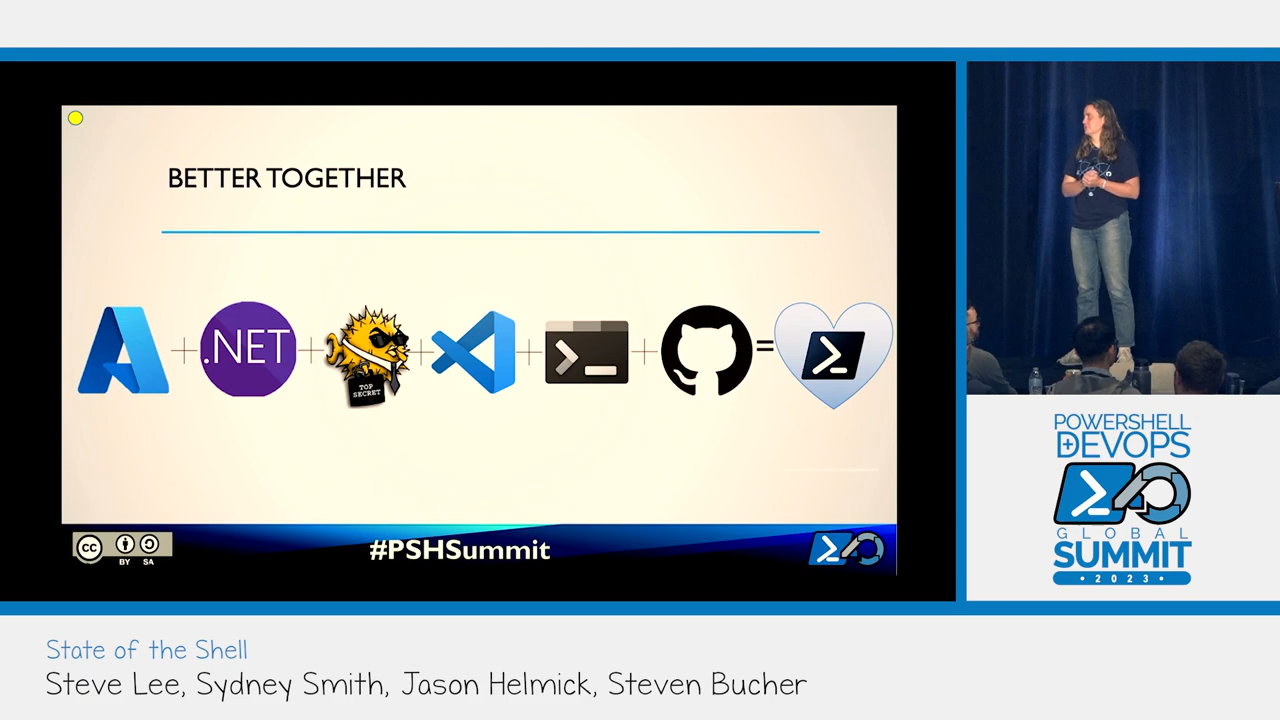 BETTER TOGETHER
.NET
TOP
SECRET
cc
BY SA
#PSHSummit
POWERSHELL
+DEVOPS
GLOBAL
SUMMIT
• 2023 •
State of the Shell
Steve Lee, Sydney Smith, Jason Helmick, Steven Bucher